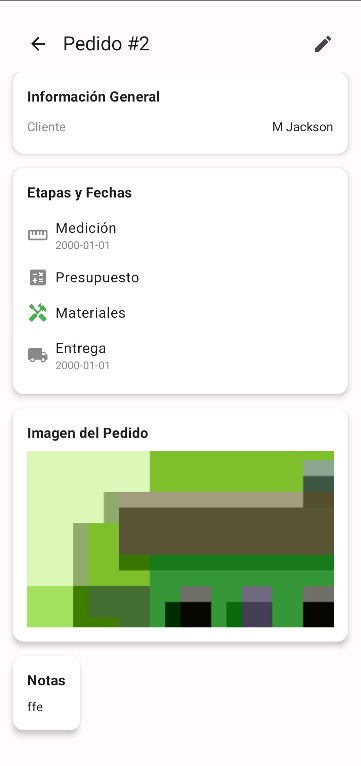 Pedido #2
Información General
Cliente M Jackson
Etapas y Fechas
Medición
2000-01-01
Presupuesto
Materiales
Entrega
2000-01-01
Imagen del Pedido
Notas
ffe